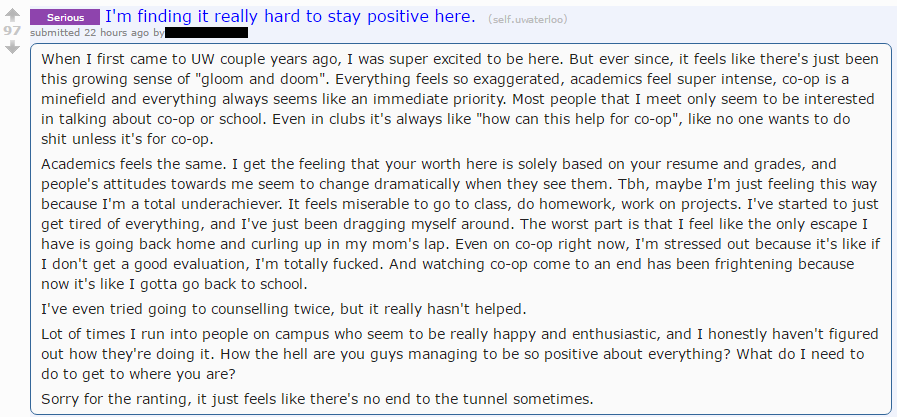 Serious I'm finding it really hard to stay positive here. (self.uwaterloo)
97
submitted 22 hours ago by
When I first came to UW couple years ago, I was super excited to be here. But ever since, it feels like there's just been
this growing sense of "gloom and doom". Everything feels so exaggerated, academics feel super intense, co-op is a
minefield and everything always seems like an immediate priority. Most people that I meet only seem to be interested
in talking about co-op or school. Even in clubs it's always like "how can this help for co-op", like no one wants to do
shit unless it's for co-op.
Academics feels the same. I get the feeling that your worth here is solely based on your resume and grades, and
people's attitudes towards me seem to change dramatically when they see them. Tbh, maybe I'm just feeling this way
because I'm a total underachiever. It feels miserable to go to class, do homework, work on projects. I've started to just
get tired of everything, and I've just been dragging myself around. The worst part is that I feel like the only escape I
have is going back home and curling up in my mom's lap. Even on co-op right now, I'm stressed out because it's like if
I don't get a good evaluation, I'm totally fucked. And watching co-op come to an end has been frightening because
now it's like I gotta go back to school.
I've even tried going to counselling twice, but it really hasn't helped.
Lot of times I run into people on campus who seem to be really happy and enthusiastic, and I honestly haven't figured
out how they're doing it. How the hell are you guys managing to be so positive about everything? What do I need to
do to get to where you are?
Sorry for the ranting, it just feels like there's no end to the tunnel sometimes.